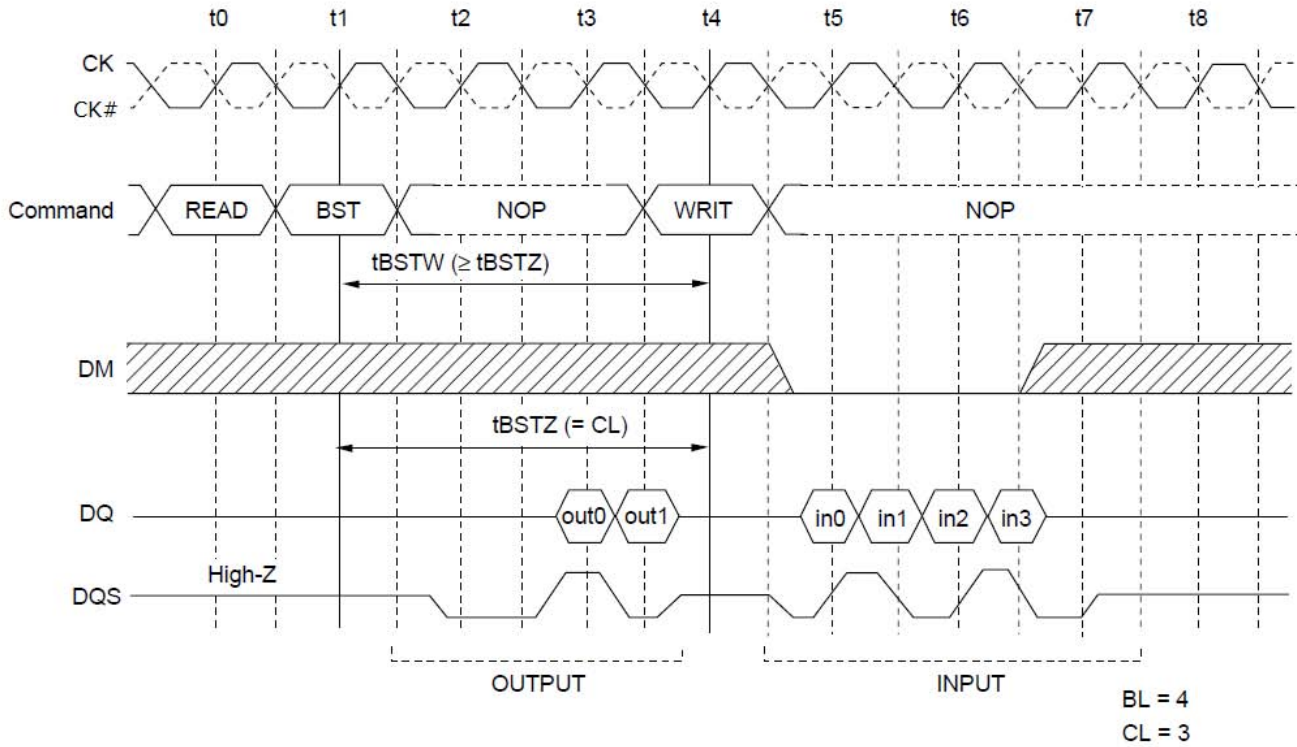 t0 t1 t2 t3 t4 t5 t6 t7 t8
CK
CK#
Command READ BST NOP WRIT NOP
tBSTW (≥ tBSTZ)
DM
tBSTZ (= CL)
DQ out0 out1 in0 in1 in2 in3
High-Z
DQS
OUTPUT INPUT
BL = 4
CL = 3